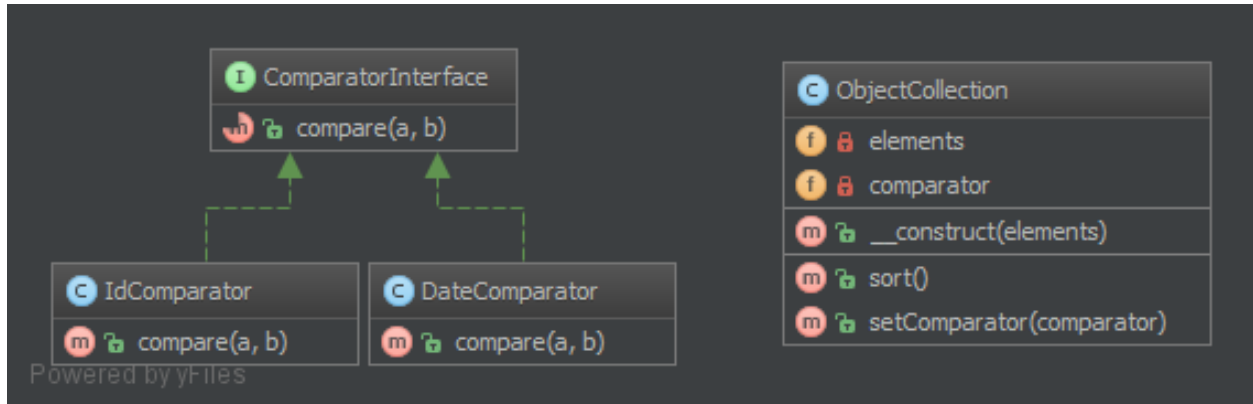 I ComparatorInterface
m compare(a, b)
C IdComparator
m compare(a, b)
C DateComparator
m compare(a, b)
C ObjectCollection
f elements
f comparator
m __construct(elements)
m sort()
m setComparator(comparator)
Powered by yFiles